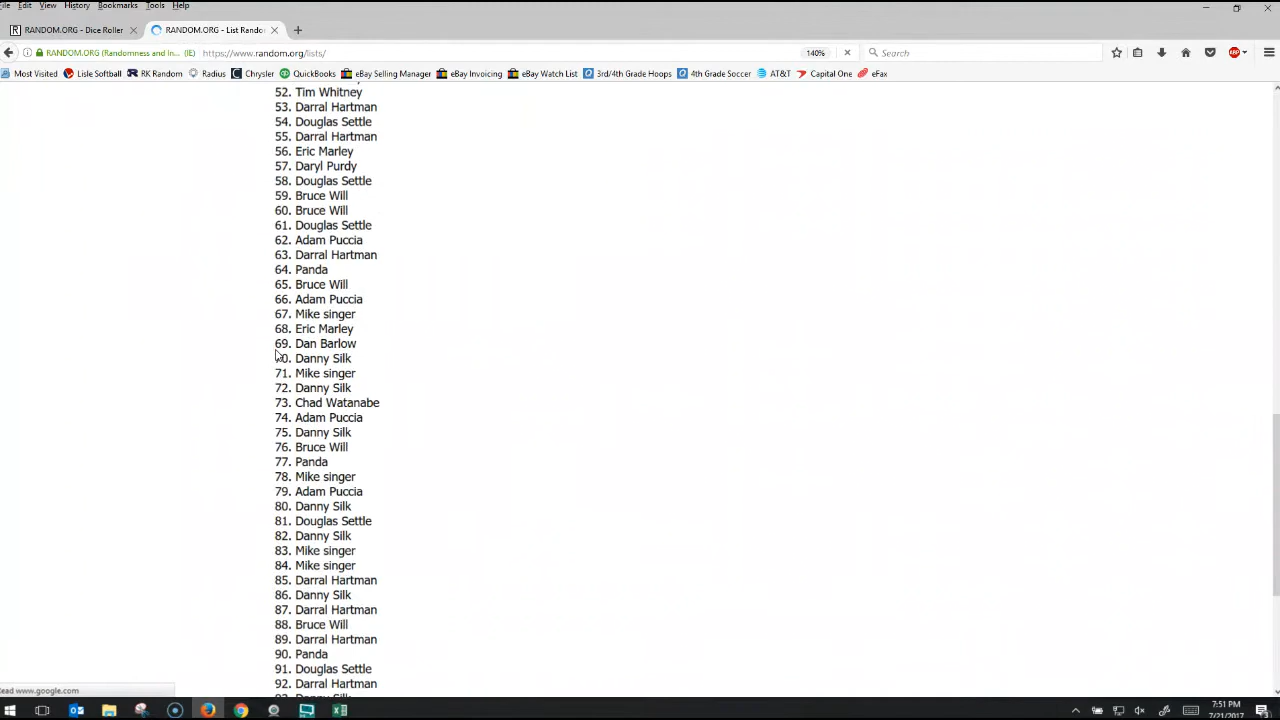 File Edit View History Bookmarks Tools Help
RANDOM.ORG - Dice Roller
RANDOM.ORG - List Rando
RANDOM.ORG (Randomness and In... (IE)
https://www.random.org/lists/
140%
Search
Most Visited Lisle Softball RK Random Radius Chrysler QuickBooks eBay Selling Manager eBay Invoicing eBay Watch List 3rd/4th Grade Hoops 4th Grade Soccer AT&T Capital One eFax
52. Tim Whitney
53. Darral Hartman
54. Douglas Settle
55. Darral Hartman
56. Eric Marley
57. Daryl Purdy
58. Douglas Settle
59. Bruce Will
60. Bruce Will
61. Douglas Settle
62. Adam Puccia
63. Darral Hartman
64. Panda
65. Bruce Will
66. Adam Puccia
67. Mike singer
68. Eric Marley
69. Dan Barlow
70. Danny Silk
71. Mike singer
72. Danny Silk
73. Chad Watanabe
74. Adam Puccia
75. Danny Silk
76. Bruce Will
77. Panda
78. Mike singer
79. Adam Puccia
80. Danny Silk
81. Douglas Settle
82. Danny Silk
83. Mike singer
84. Mike singer
85. Darral Hartman
86. Danny Silk
87. Darral Hartman
88. Bruce Will
89. Darral Hartman
90. Panda
91. Douglas Settle
92. Darral Hartman
93. Danny Silk
Read www.google.com
7:51 PM
7/21/2017